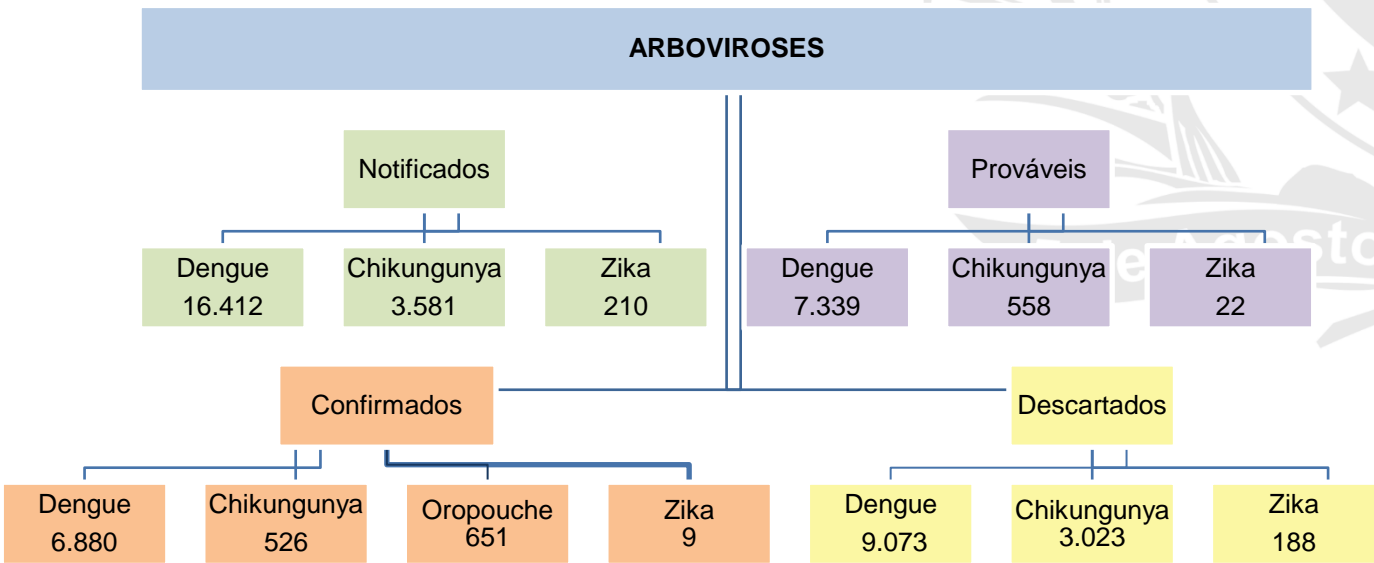 ARBOVIROSES
Notificados
Prováveis
Dengue
16.412
Chikungunya
3.581
Zika
210
Dengue
7.339
Chikungunya
558
Zika
22
Confirmados
Descartados
Dengue
6.880
Chikungunya
526
Oropouche
651
Zika
9
Dengue
9.073
Chikungunya
3.023
Zika
188